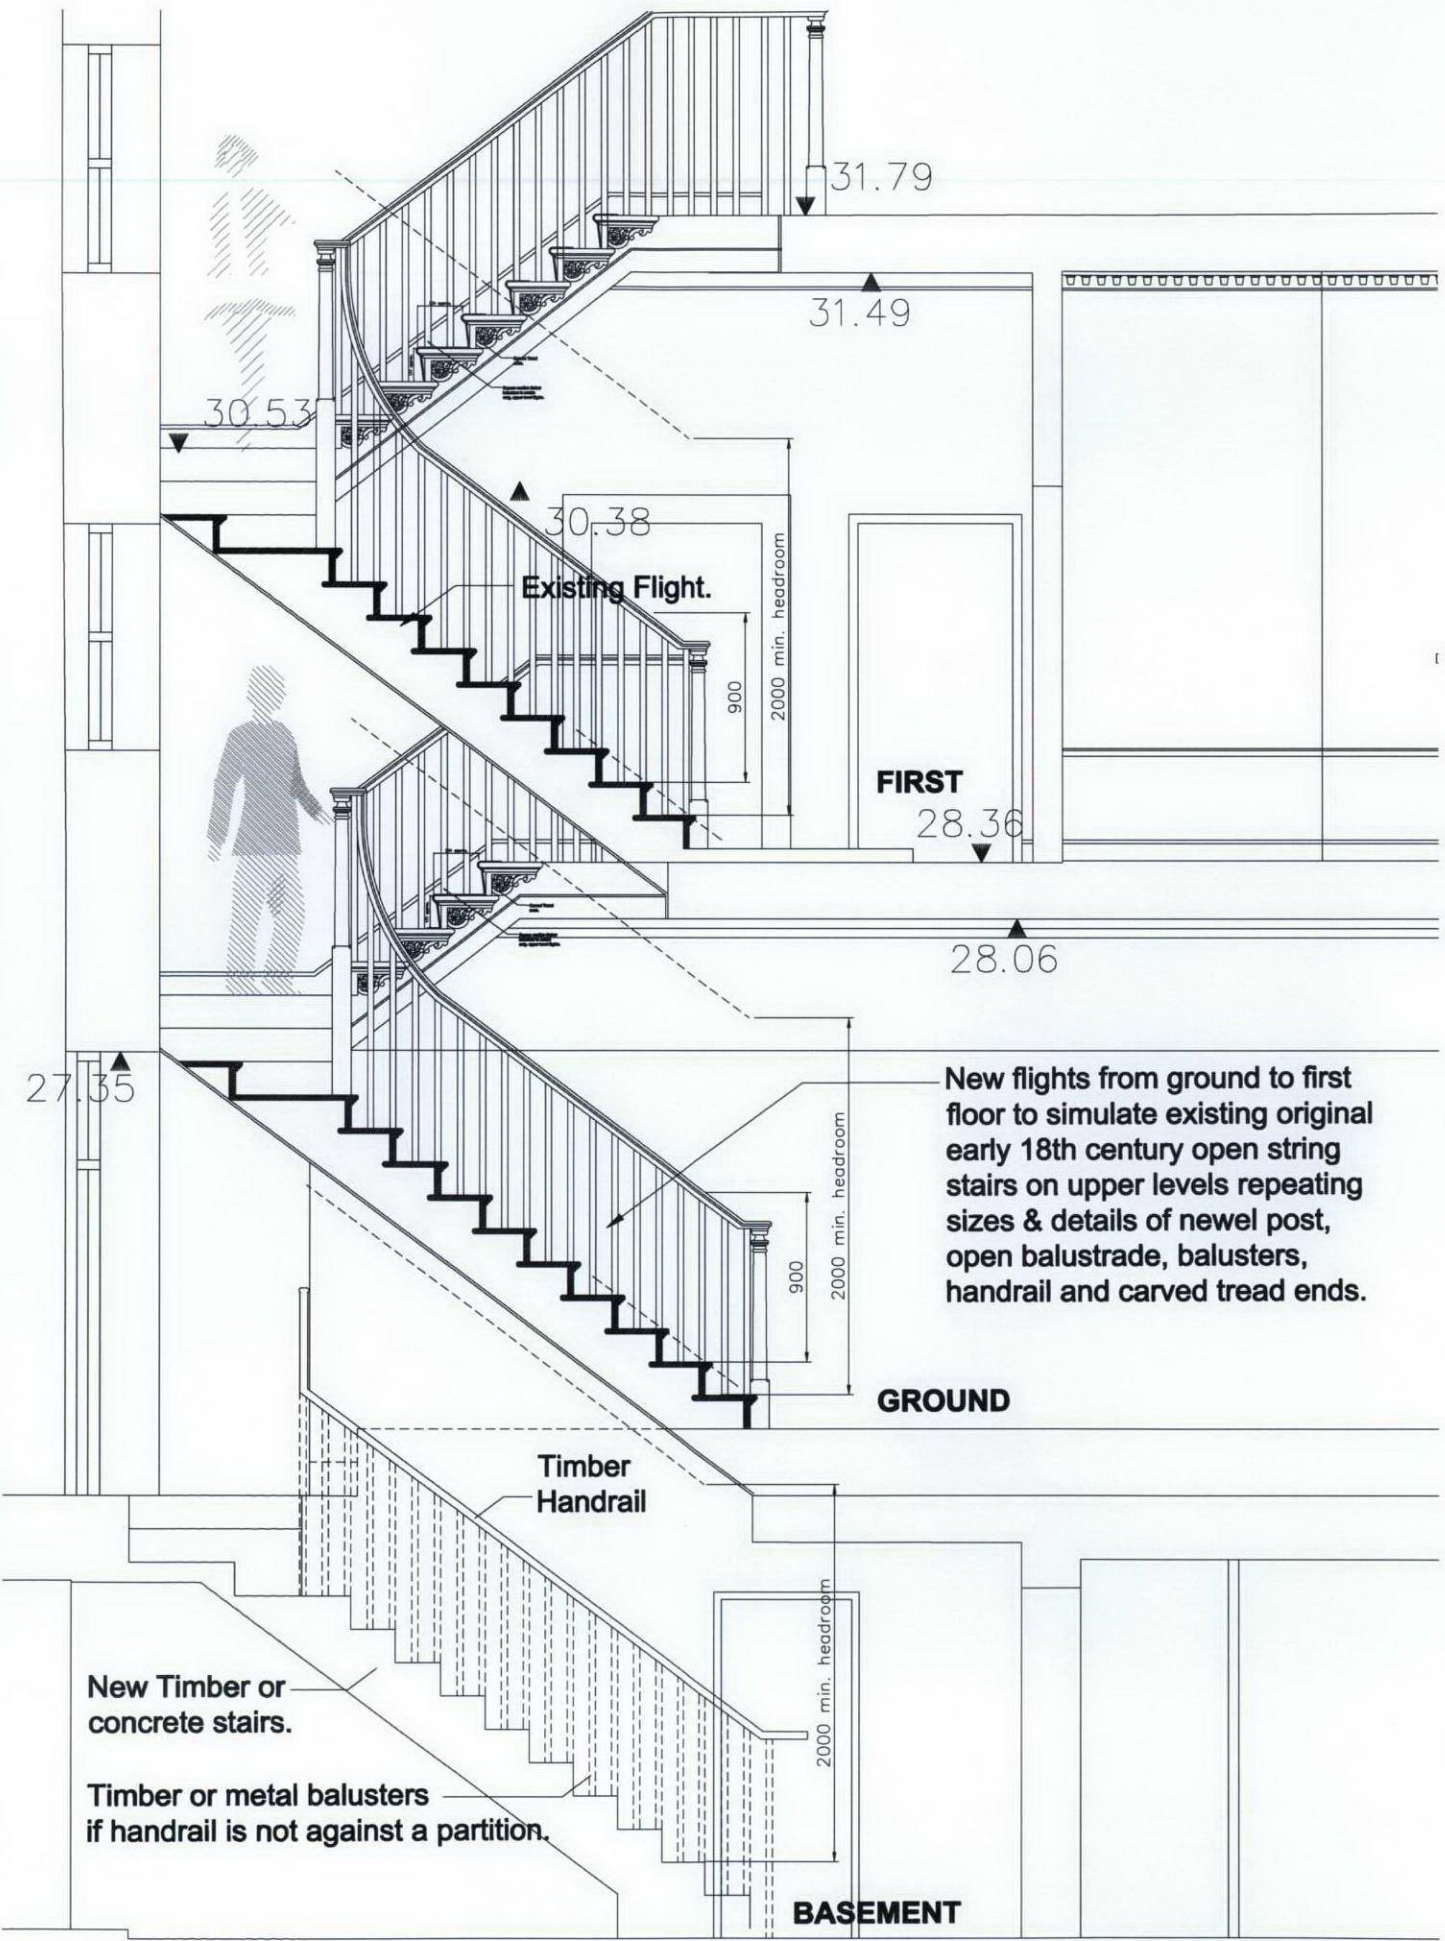 31.79
31.49
30.53
30.38
Existing Flight.
2000 min. headroom
900
FIRST
28.36
28.06
27.35
New flights from ground to first
floor to simulate existing original
early 18th century open string
stairs on upper levels repeating
sizes & details of newel post,
open balustrade, balusters,
handrail and carved tread ends.
2000 min. headroom
900
GROUND
Timber
Handrail
2000 min. headroom
New Timber or
concrete stairs.
Timber or metal balusters
if handrail is not against a partition.
BASEMENT